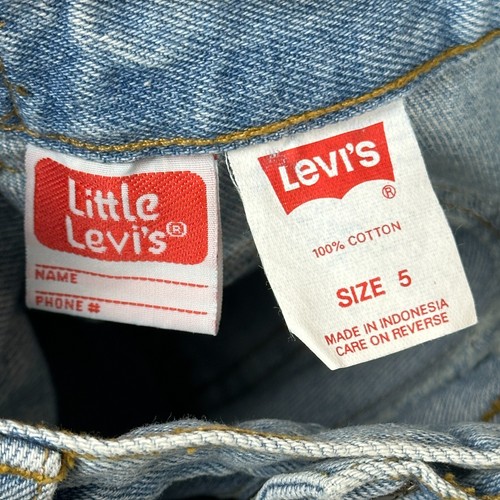 Little
Levi's®
NAME
PHONE #
Levi's
®
100% COTTON
SIZE 5
MADE IN INDONESIA
CARE ON REVERSE